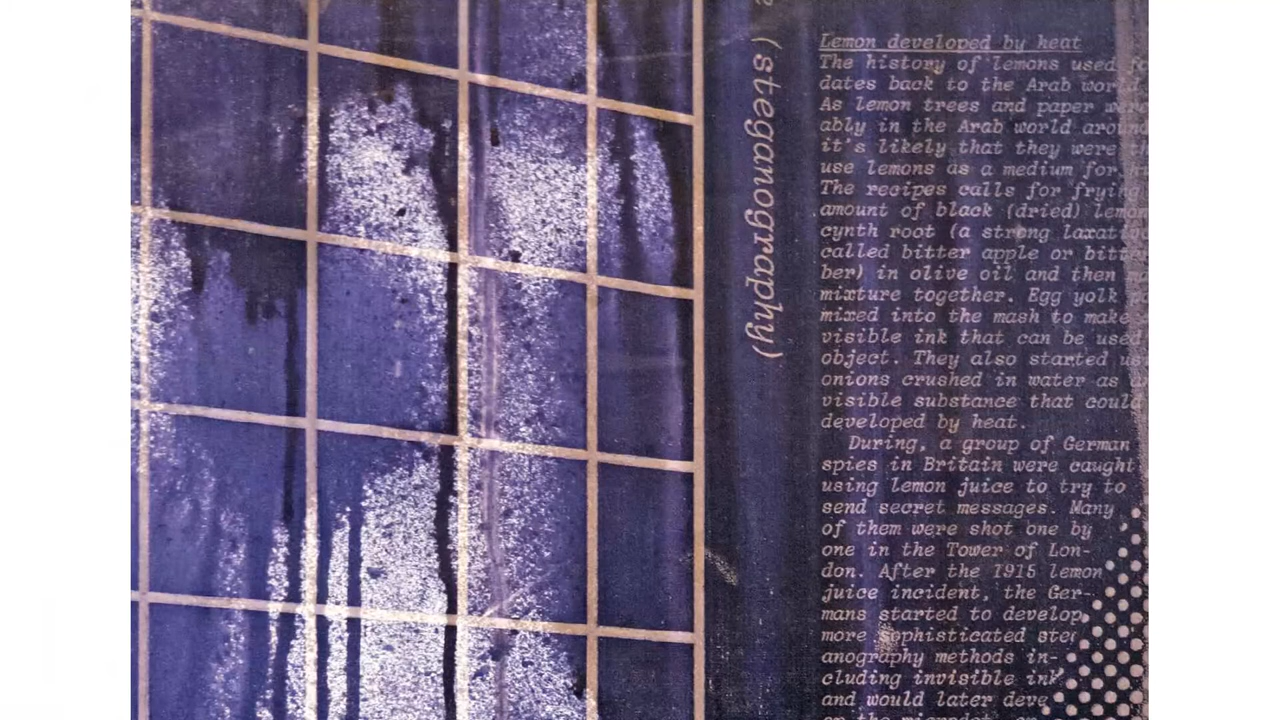 (steganography)
Lemon developed by heat
The history of lemons used
dates back to the Arab world
As lemon trees and paper were
ably in the Arab world around
it's likely that they were
use lemons as a medium for
The recipes calls for frying
amount of black (dried) lemon
cynth root (a strong laxative
called bitter apple or bitter
ber) in olive oil and then
mixture together. Egg yolk
mixed into the mash to make
visible ink that can be used
object. They also started
onions crushed in water as
visible substance that could
developed by heat.
During, a group of German
spies in Britain were caught
using lemon juice to try to
send secret messages. Many
of them were shot one by
one in the Tower of Lon-
don. After the 1915 lemon
juice incident, the Ger-
mans started to develop
more sophisticated steg
anography methods in-
cluding invisible ink
and would later deve